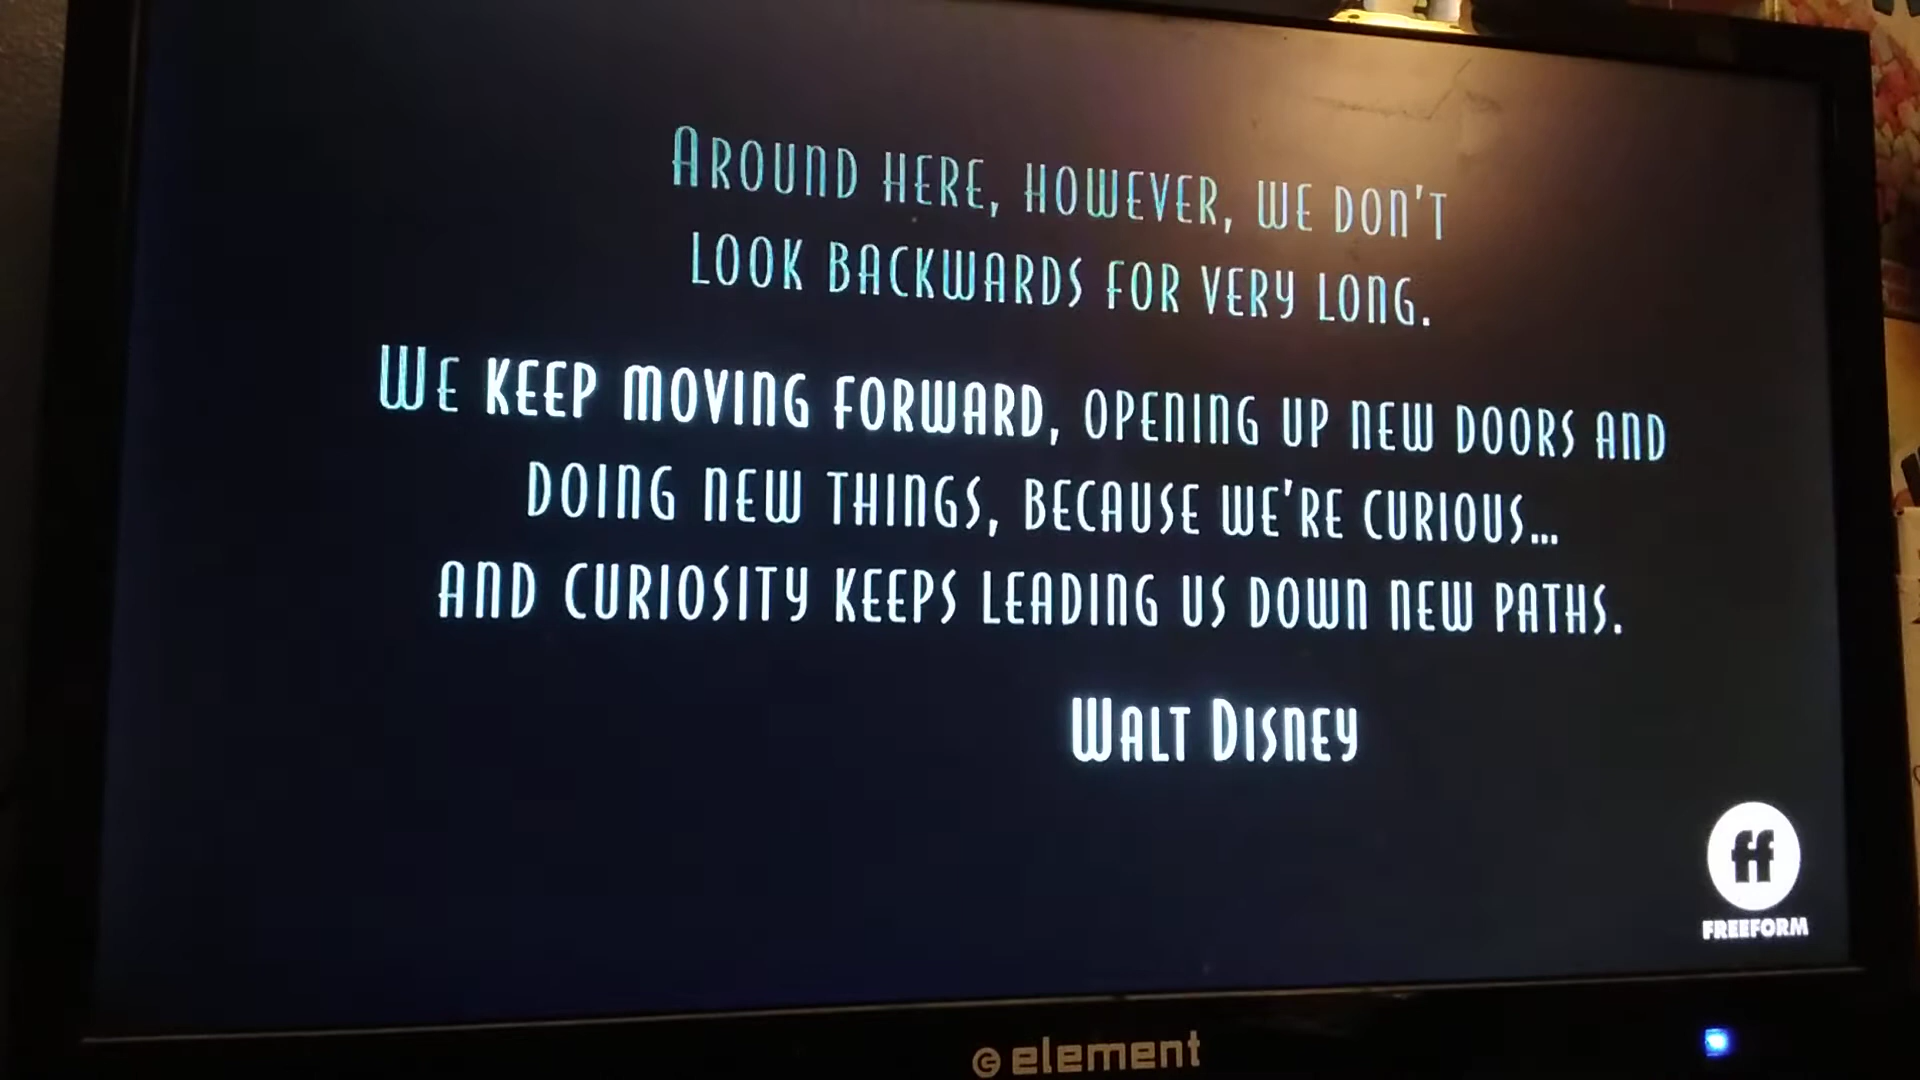 Around here, however, we don't
look backwards for very long.
We keep moving forward, opening up new doors and
doing new things, because we're curious...
and curiosity keeps leading us down new paths.
Walt Disney
ff
FREEFORM
element